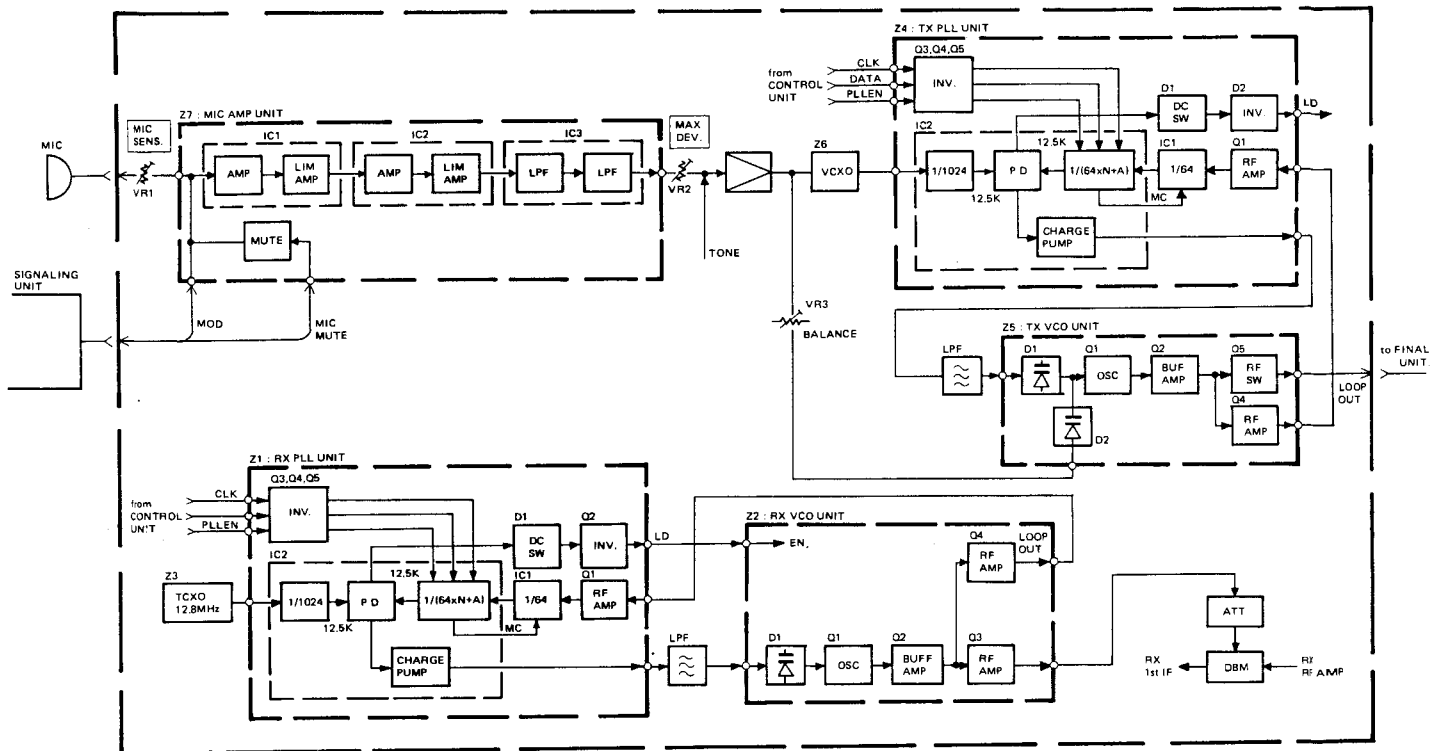 Z4 : TX PLL UNIT
Q3,Q4,Q5
CLK
from
CONTROL
UNIT
DATA
PLLEN
INV.
D1
DC
SW
D2
INV.
LD
IC2
12.5K
IC1
Q1
1/1024
P D
1/(64xN+A)
1/64
RF
AMP
12.5K
MC
CHARGE
PUMP
MIC
MIC
SENS.
VR1
Z7 : MIC AMP UNIT
IC1
AMP
LIM
AMP
IC2
AMP
LIM
AMP
IC3
LPF
LPF
MAX
DEV.
VR2
TONE
Z6
VCXO
MUTE
SIGNALING
UNIT
MOD
MIC
MUTE
VR3
BALANCE
LPF
Z5 : TX VCO UNIT
D1
Q1
OSC
Q2
BUF
AMP
Q5
RF
SW
Q4
RF
AMP
D2
to FINAL
UNIT.
LOOP
OUT
Z1 : RX PLL UNIT
Q3,Q4,Q5
CLK
from
CONTROL
UNIT
PLLEN
INV.
D1
DC
SW
Q2
INV.
LD
IC2
12.5K
IC1
Q1
Z3
TCXO
12.8MHz
1/1024
P D
1/(64xN+A)
1/64
RF
AMP
12.5K
MC
CHARGE
PUMP
LPF
Z2 : RX VCO UNIT
EN,
Q4
RF
AMP
LOOP
OUT
D1
Q1
OSC
Q2
BUFF
AMP
Q3
RF
AMP
ATT
DBM
RX
1st IF
RX
RF AMP